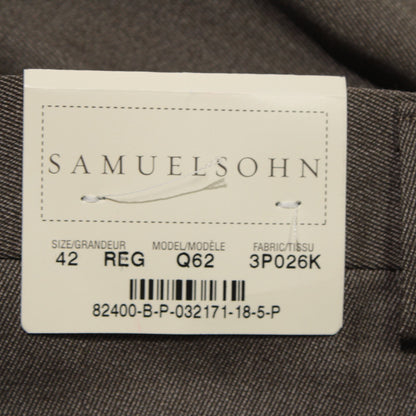 SAMUELSOHN
SIZE/GRANDEUR MODEL/MODÈLE FABRIC/TISSU
42 REG Q62 3P026K
82400-B-P-032171-18-5-P